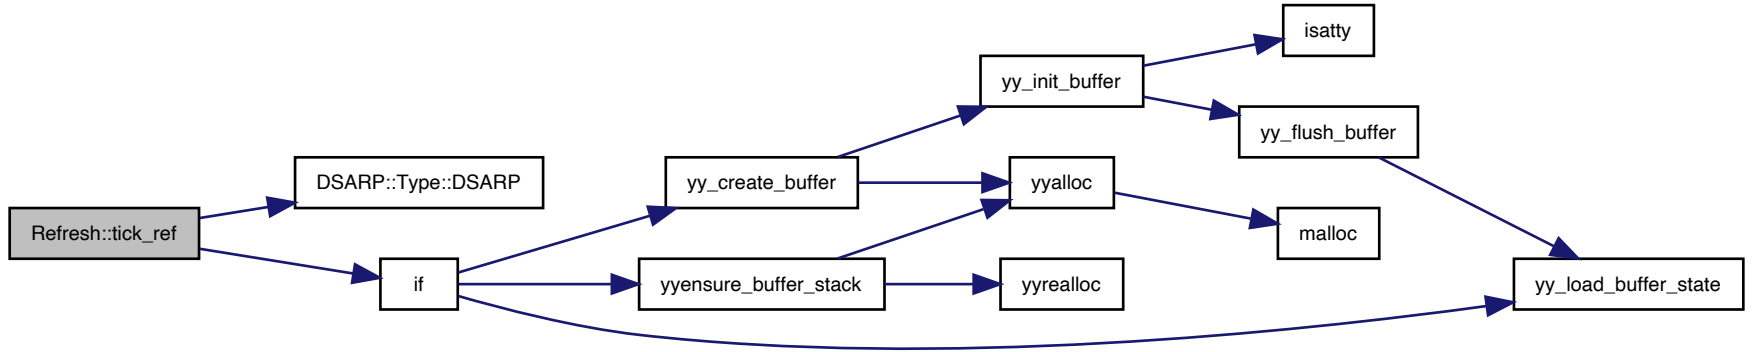 Refresh::tick_ref
DSARP::Type::DSARP
if
yy_create_buffer
yyensure_buffer_stack
yy_init_buffer
yyalloc
yyrealloc
isatty
yy_flush_buffer
malloc
yy_load_buffer_state